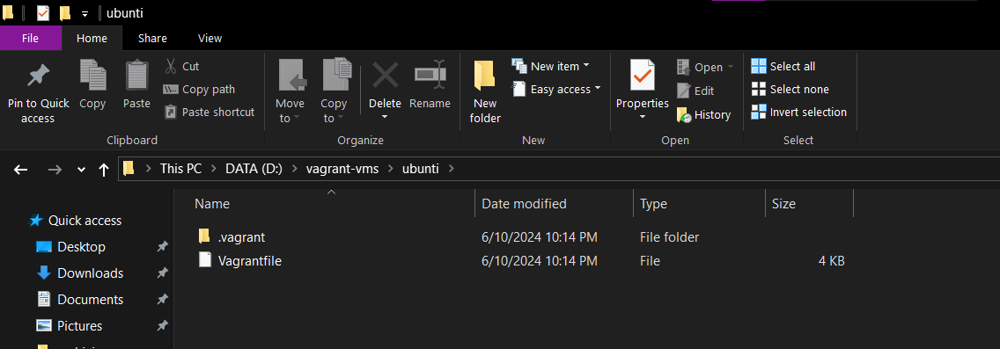 ubunti
File Home Share View
Pin to Quick access
Copy
Paste
Cut
Copy path
Paste shortcut
Clipboard
Move to
Copy to
Delete
Rename
Organize
New folder
New item
Easy access
New
Properties
Open
Edit
History
Open
Select all
Select none
Invert selection
Select
This PC DATA (D:) vagrant-vms ubunti
Name Date modified Type Size
Quick access
Desktop
Downloads
Documents
Pictures
.vagrant 6/10/2024 10:14 PM File folder
Vagrantfile 6/10/2024 10:14 PM File 4 KB